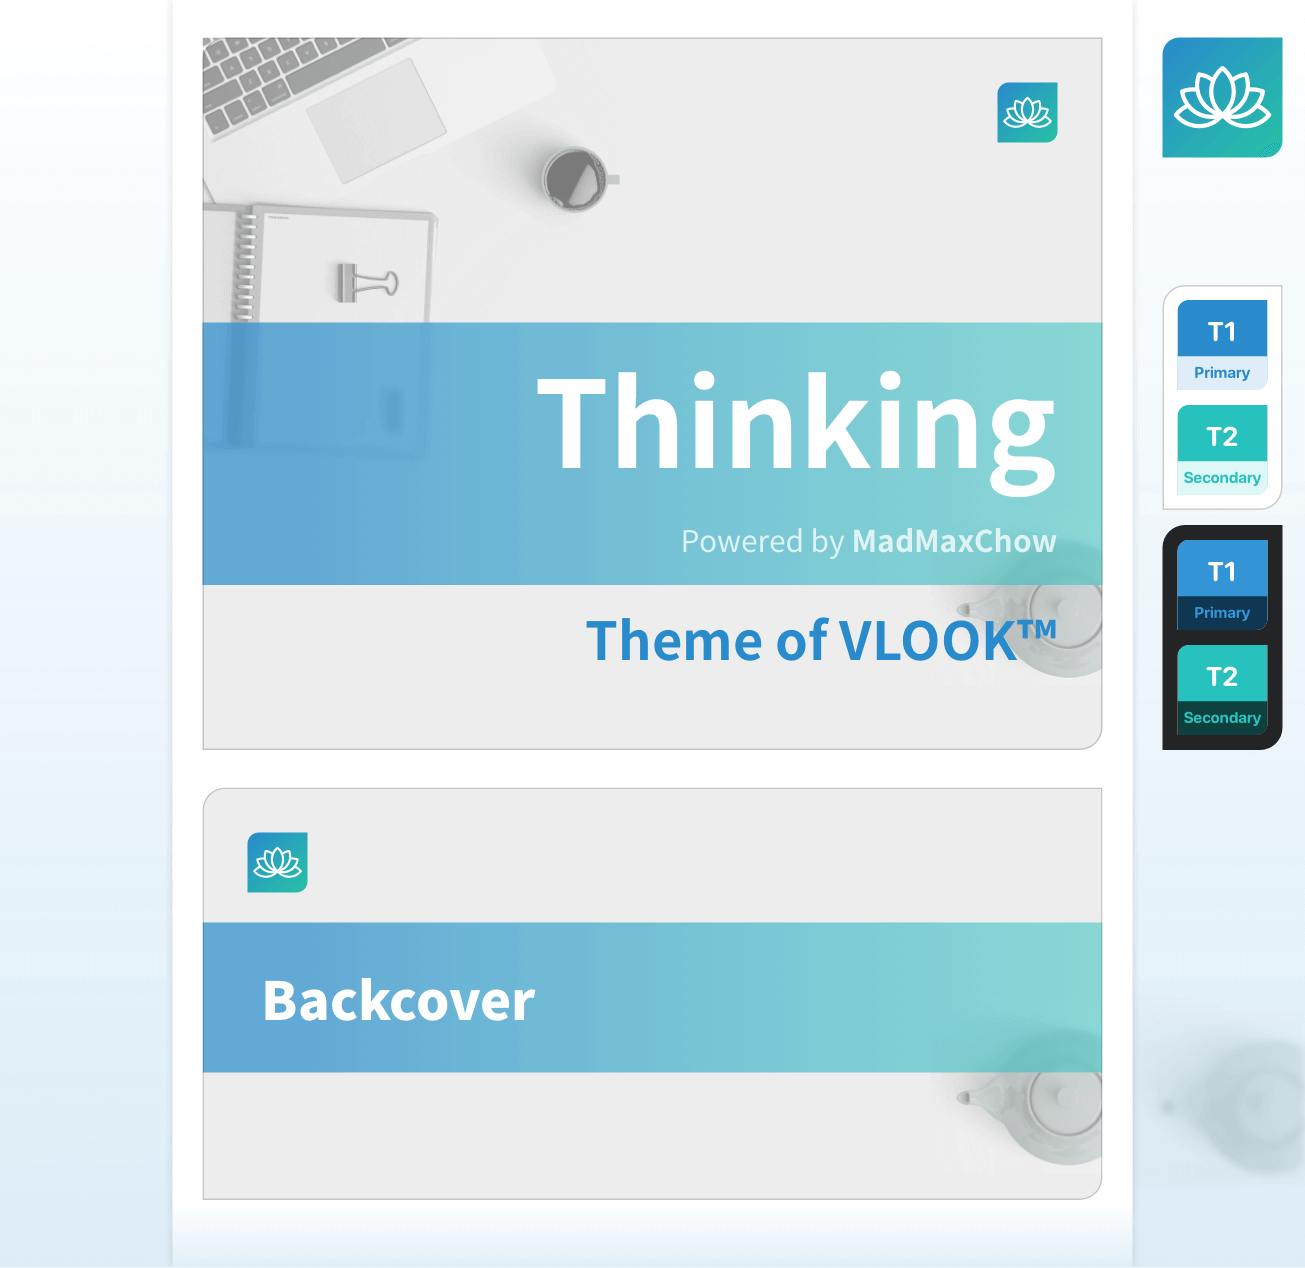 Thinking
Powered by MadMaxChow
Theme of VLOOK™
Backcover
T1
Primary
T2
Secondary
T1
Primary
T2
Secondary